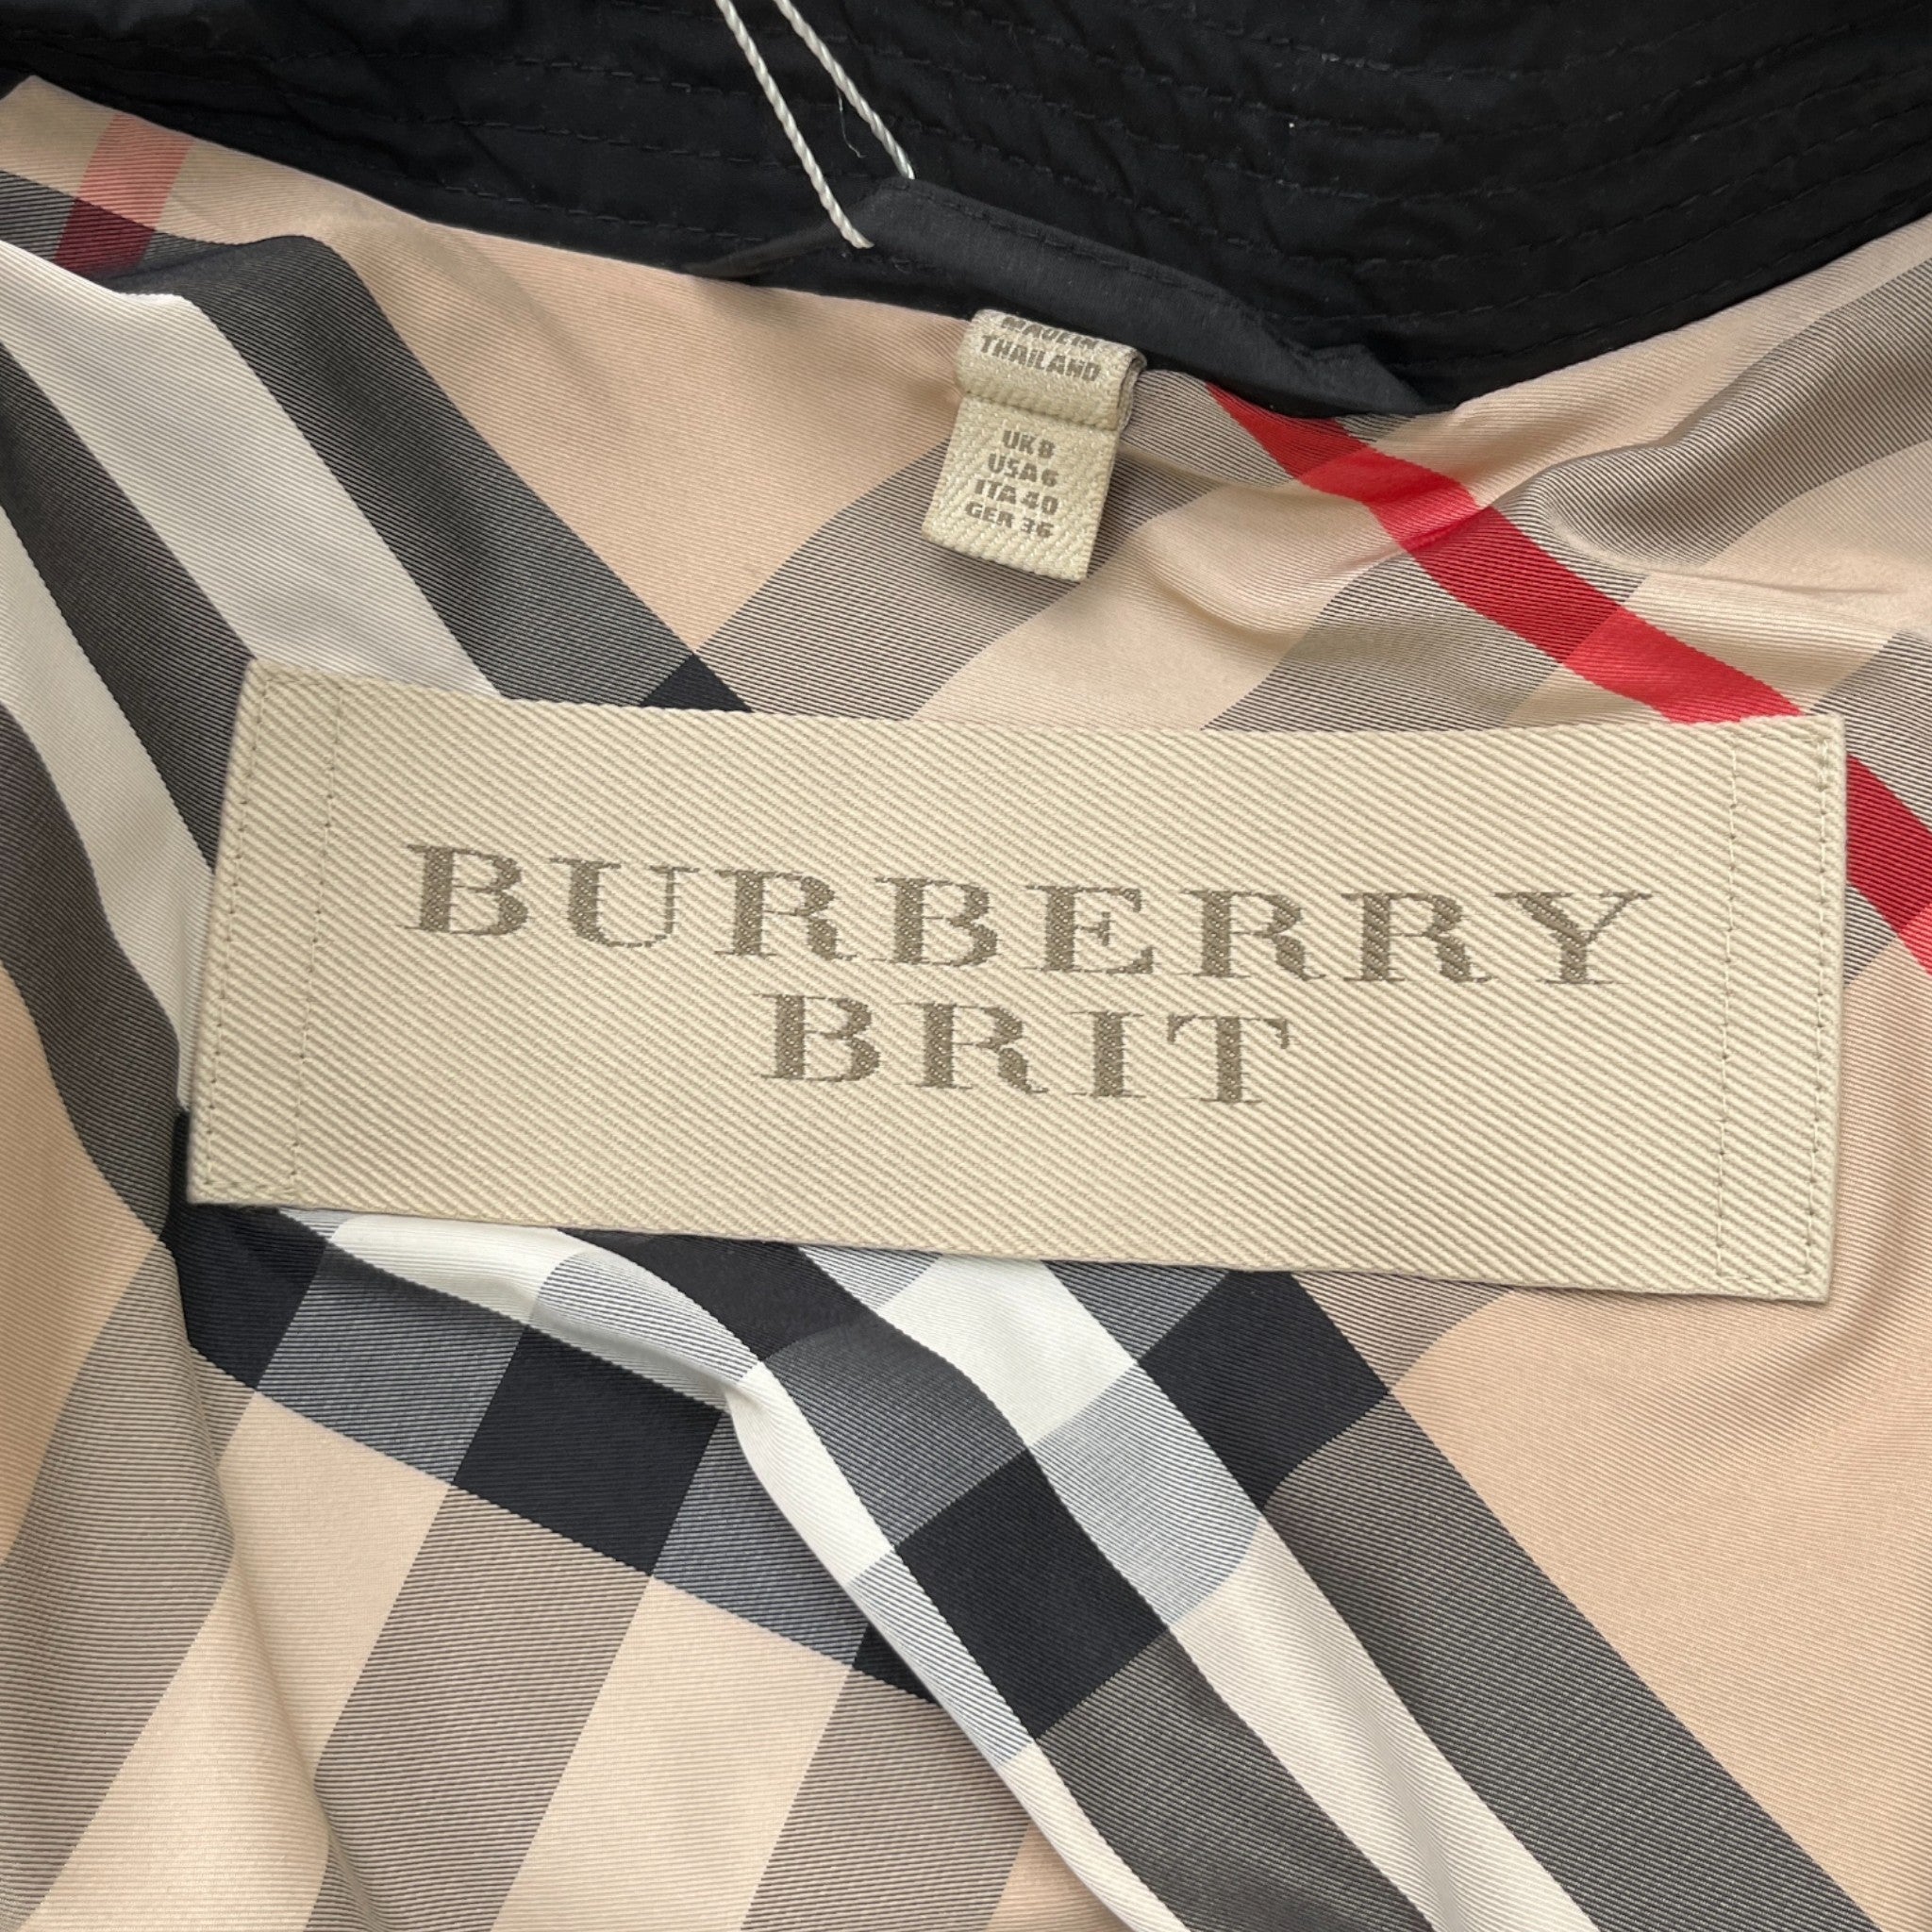 MADE IN
THAILAND
UK 8
USA 6
ITA 40
GER 36
BURBERRY
BRIT